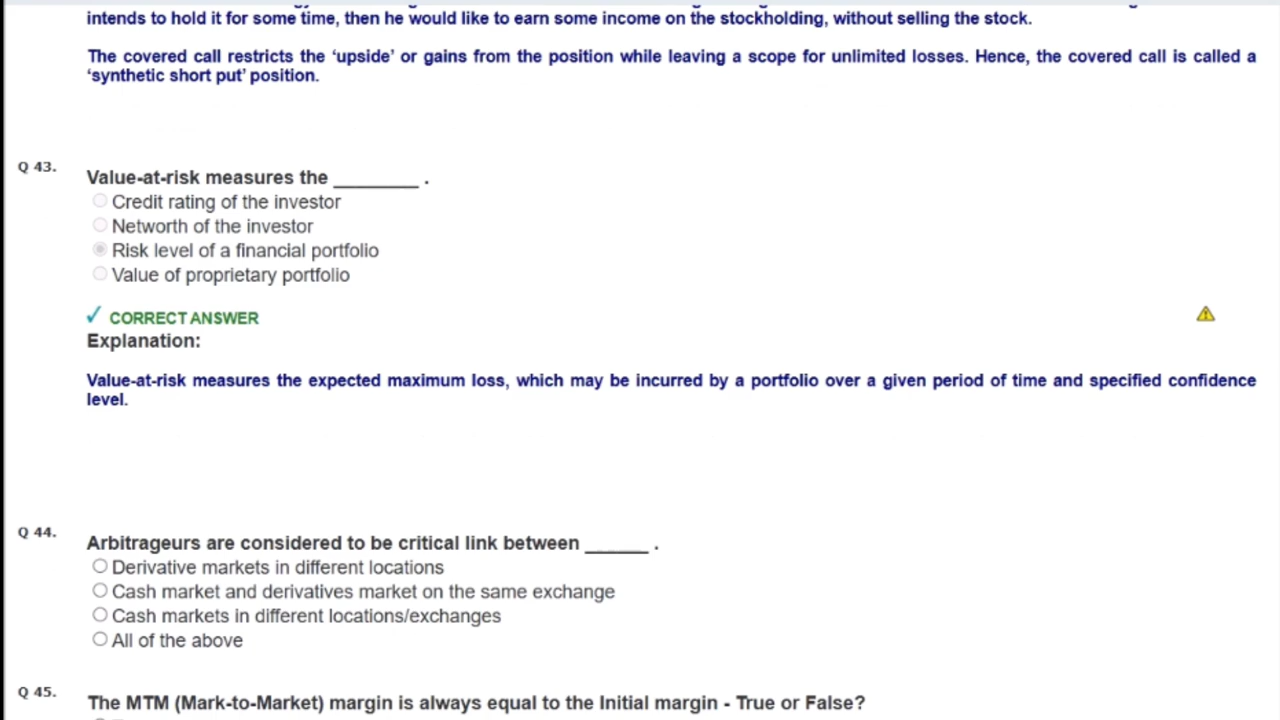 intends to hold it for some time, then he would like to earn some income on the stockholding, without selling the stock.
The covered call restricts the ‘upside’ or gains from the position while leaving a scope for unlimited losses. Hence, the covered call is called a
‘synthetic short put’ position.
Q 43.
Value-at-risk measures the ________ .
Credit rating of the investor
Networth of the investor
Risk level of a financial portfolio
Value of proprietary portfolio
✓ CORRECT ANSWER
Explanation:
Value-at-risk measures the expected maximum loss, which may be incurred by a portfolio over a given period of time and specified confidence
level.
Q 44.
Arbitrageurs are considered to be critical link between ______ .
Derivative markets in different locations
Cash market and derivatives market on the same exchange
Cash markets in different locations/exchanges
All of the above
Q 45.
The MTM (Mark-to-Market) margin is always equal to the Initial margin - True or False?